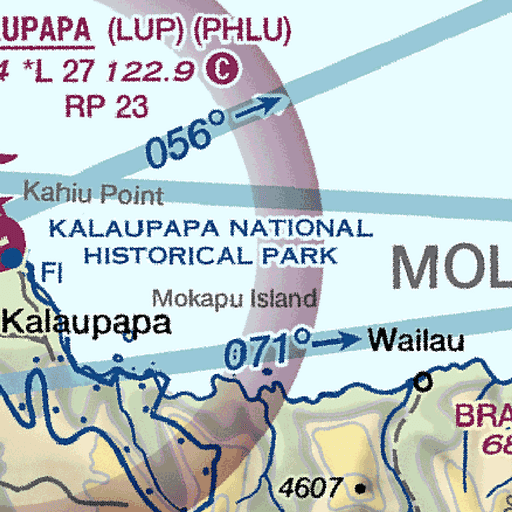 UPAPA (LUP) (PHLU)
4 *L 27 122.9 C
RP 23
056°
Kahiu Point
KALAUPAPA NATIONAL
HISTORICAL PARK
MOL
Fl
Mokapu Island
Kalaupapa
071°
Wailau
BRA
68
4607